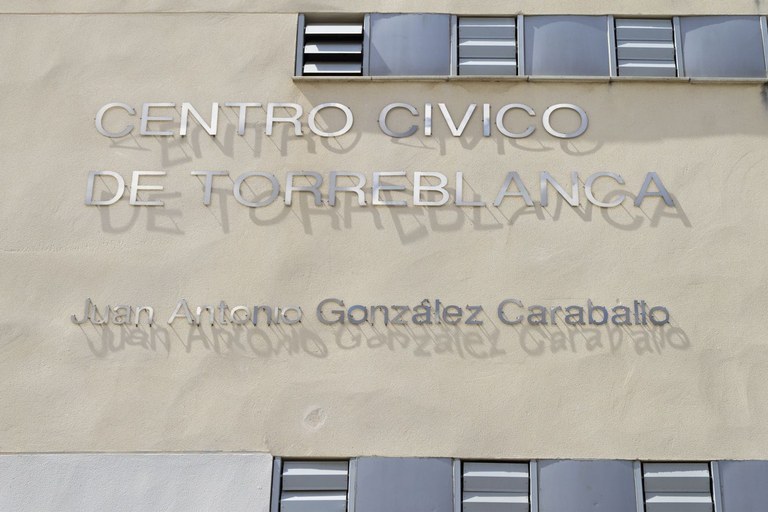 CENTRO CIVICO
DE TORREBLANCA
Juan Antonio González Caraballo